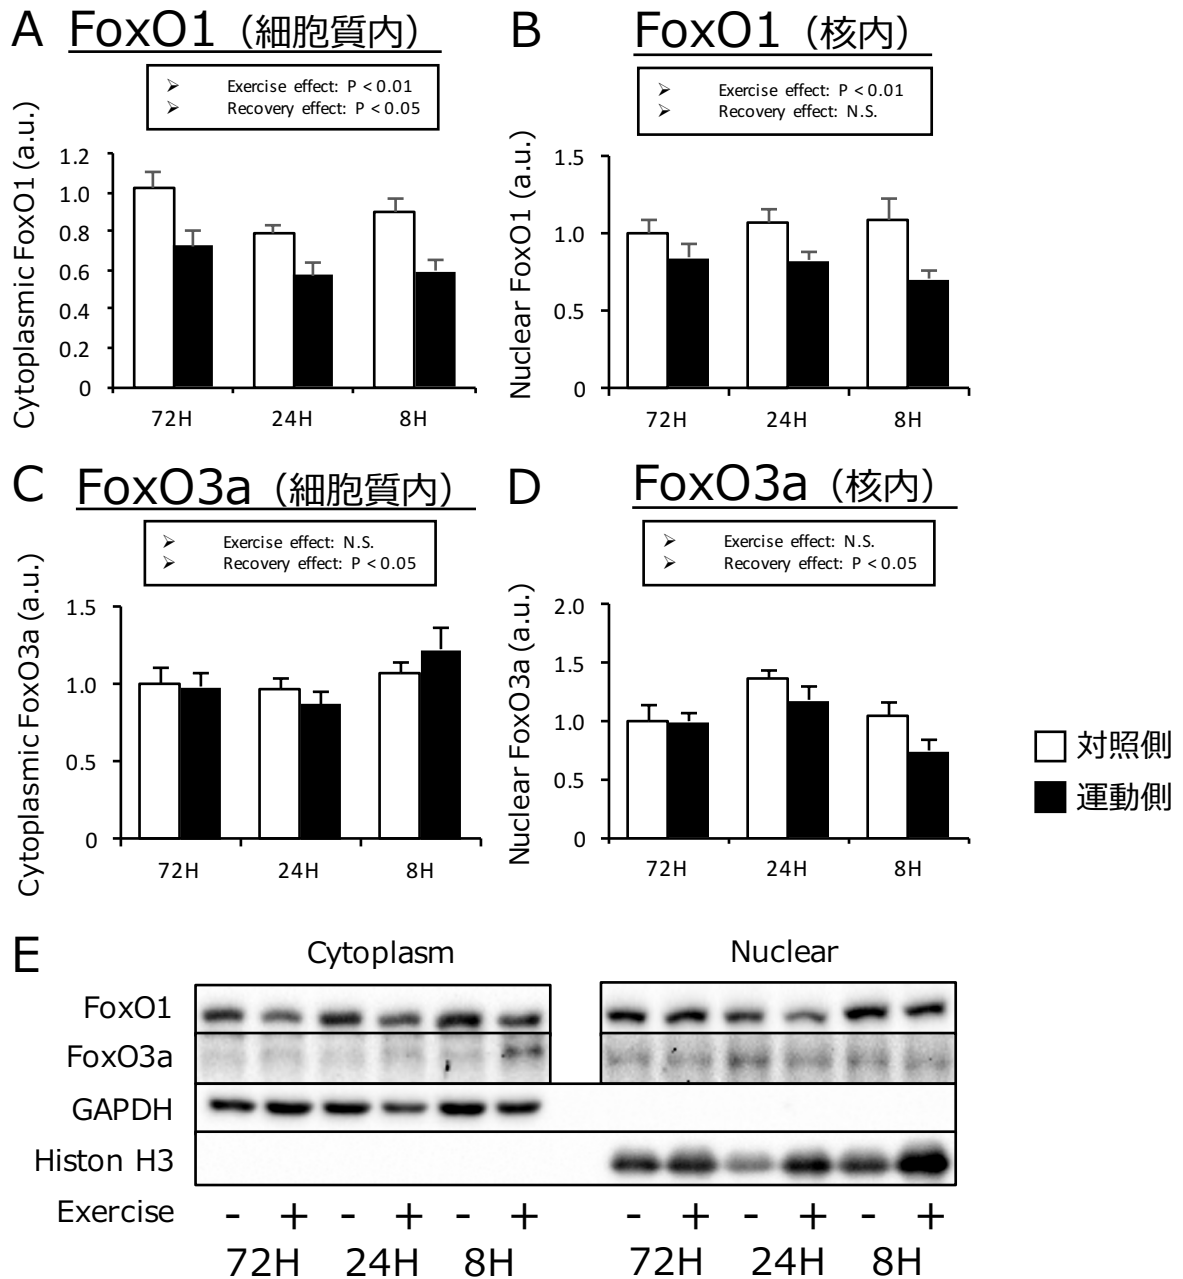 A FoxO1（細胞質内）
➢ Exercise effect: P < 0.01
➢ Recovery effect: P < 0.05
Cytoplasmic FoxO1 (a.u.)
1.2
1.0
0.8
0.6
0.4
0.2
0
72H 24H 8H
B FoxO1（核内）
➢ Exercise effect: P < 0.01
➢ Recovery effect: N.S.
Nuclear FoxO1 (a.u.)
1.5
1.0
0.5
0
72H 24H 8H
C FoxO3a（細胞質内）
➢ Exercise effect: N.S.
➢ Recovery effect: P < 0.05
Cytoplasmic FoxO3a (a.u.)
1.5
1.0
0.5
0
72H 24H 8H
D FoxO3a（核内）
➢ Exercise effect: N.S.
➢ Recovery effect: P < 0.05
Nuclear FoxO3a (a.u.)
2.0
1.5
1.0
0.5
0
72H 24H 8H
対照側
運動側
E
Cytoplasm Nuclear
FoxO1
FoxO3a
GAPDH
Histon H3
Exercise - + - + - + - + - + - +
72H 24H 8H 72H 24H 8H